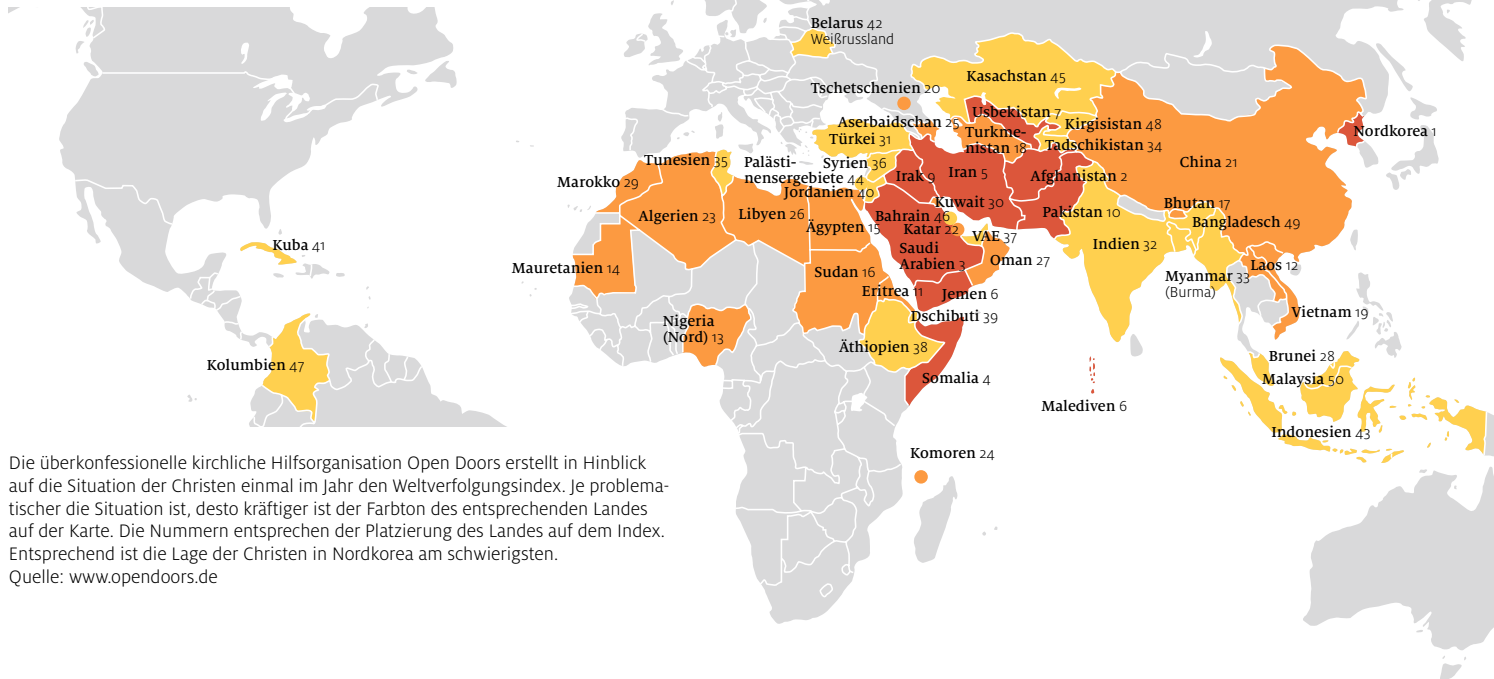 Belarus 42
Weißrussland
Kasachstan 45
Tschetschenien 20
Usbekistan 7
Aserbaidschan 25
Kirgisistan 48
Turkme-
nistan 18
Nordkorea 1
Türkei 31
Tadschikistan 34
Tunesien 35
Palästi-
nensergebiete 44
Syrien 36
China 21
Marokko 29
Irak 9
Iran 5
Afghanistan 2
Jordanien 40
Kuwait 30
Bhutan 17
Algerien 23
Libyen 26
Ägypten 15
Bahrain 46
Katar 22
Pakistan 10
Bangladesch 49
VAE 37
Indien 32
Kuba 41
Saudi
Arabien 3
Oman 27
Mauretanien 14
Sudan 16
Laos 12
Myanmar 33
(Burma)
Eritrea 11
Jemen 6
Dschibuti 39
Vietnam 19
Nigeria
(Nord) 13
Äthiopien 38
Brunei 28
Kolumbien 47
Somalia 4
Malaysia 50
Malediven 6
Indonesien 43
Komoren 24
Die überkonfessionelle kirchliche Hilfsorganisation Open Doors erstellt in Hinblick
auf die Situation der Christen einmal im Jahr den Weltverfolgungsindex. Je problema-
tischer die Situation ist, desto kräftiger ist der Farbton des entsprechenden Landes
auf der Karte. Die Nummern entsprechen der Platzierung des Landes auf dem Index.
Entsprechend ist die Lage der Christen in Nordkorea am schwierigsten.
Quelle: www.opendoors.de